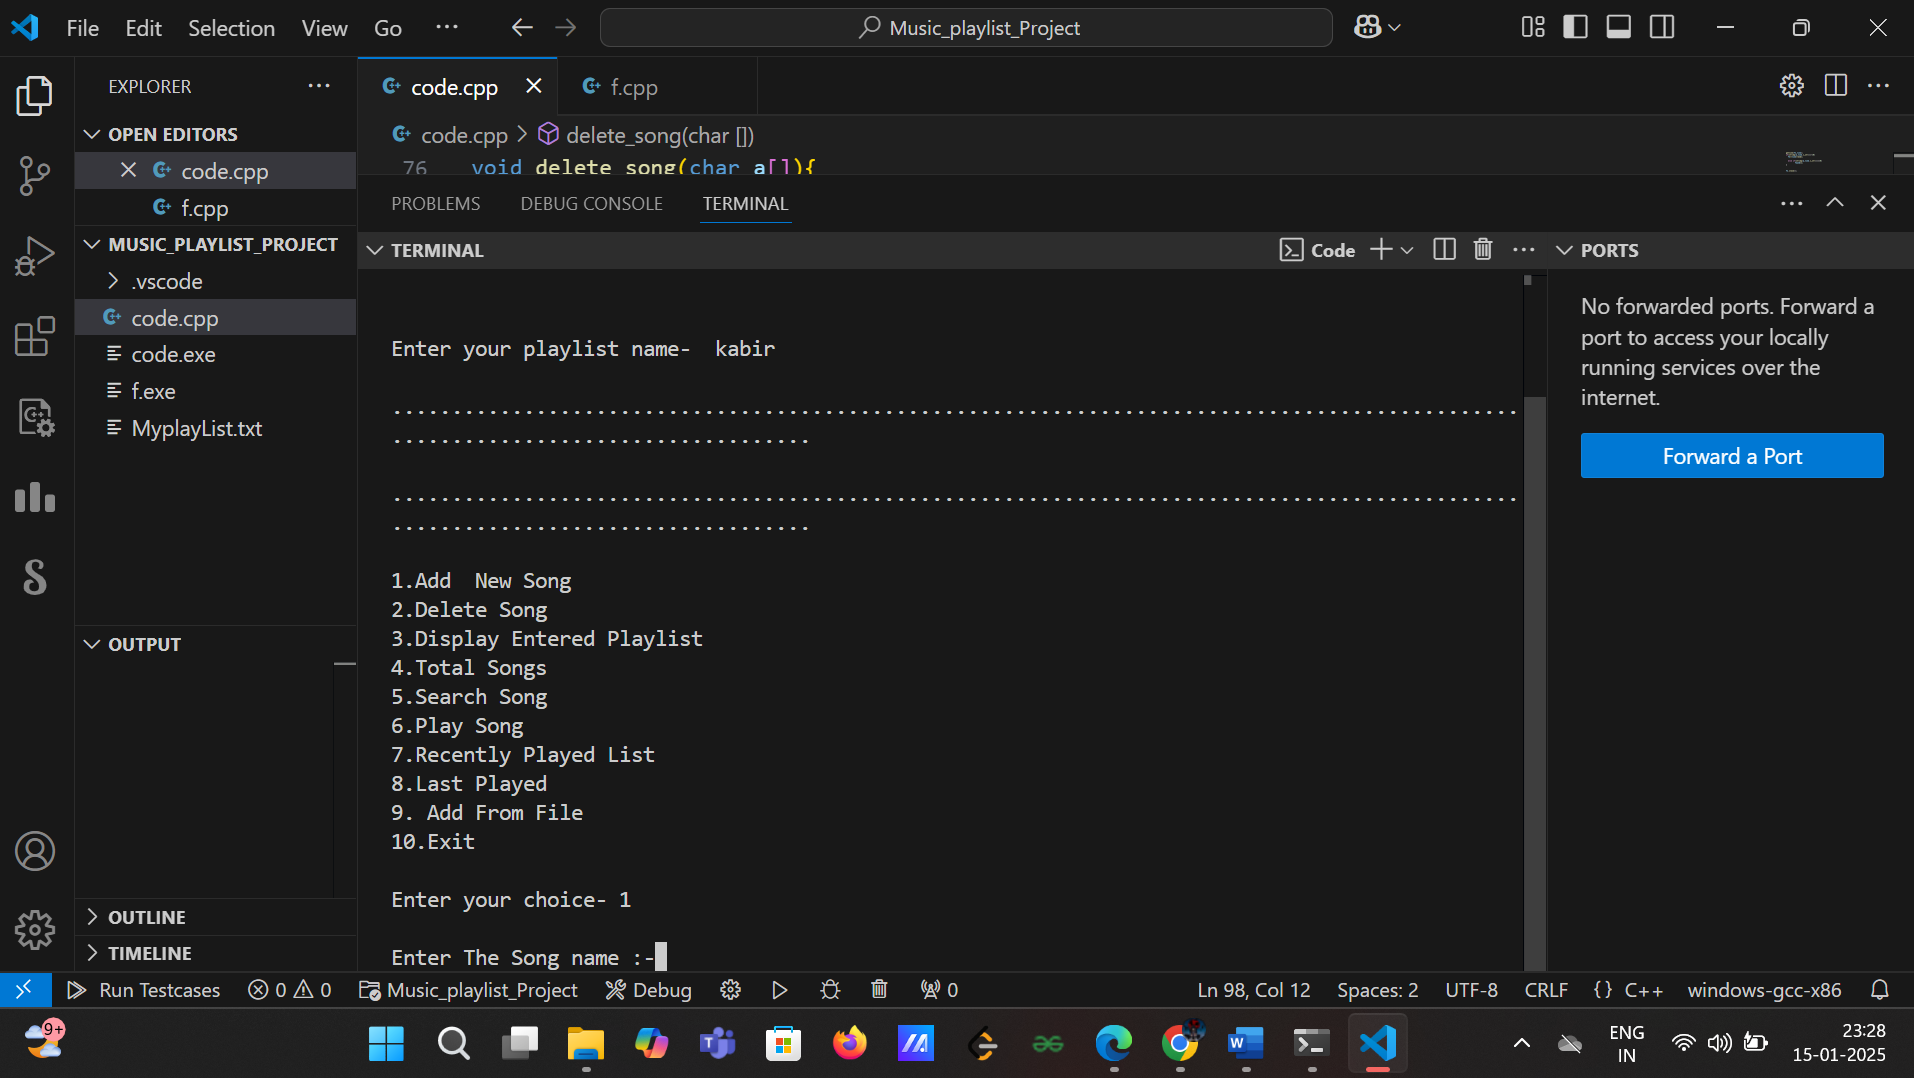 File Edit Selection View Go ··· Music_playlist_Project
EXPLORER ···
OPEN EDITORS
code.cpp
f.cpp
MUSIC_PLAYLIST_PROJECT
.vscode
code.cpp
code.exe
f.exe
MyplayList.txt
OUTPUT
OUTLINE
TIMELINE
code.cpp f.cpp
code.cpp > delete_song(char [])
76 void delete_song(char a[]){
PROBLEMS DEBUG CONSOLE TERMINAL
TERMINAL
Code
PORTS
Enter your playlist name-  kabir
..............................................................................................
...................................
..............................................................................................
...................................
1.Add  New Song
2.Delete Song
3.Display Entered Playlist
4.Total Songs
5.Search Song
6.Play Song
7.Recently Played List
8.Last Played
9. Add From File
10.Exit
Enter your choice- 1
Enter The Song name :-
No forwarded ports. Forward a
port to access your locally
running services over the
internet.
Forward a Port
Run Testcases 0 0 Music_playlist_Project Debug 0 Ln 98, Col 12 Spaces: 2 UTF-8 CRLF {} C++ windows-gcc-x86
9+
ENG
IN
23:28
15-01-2025